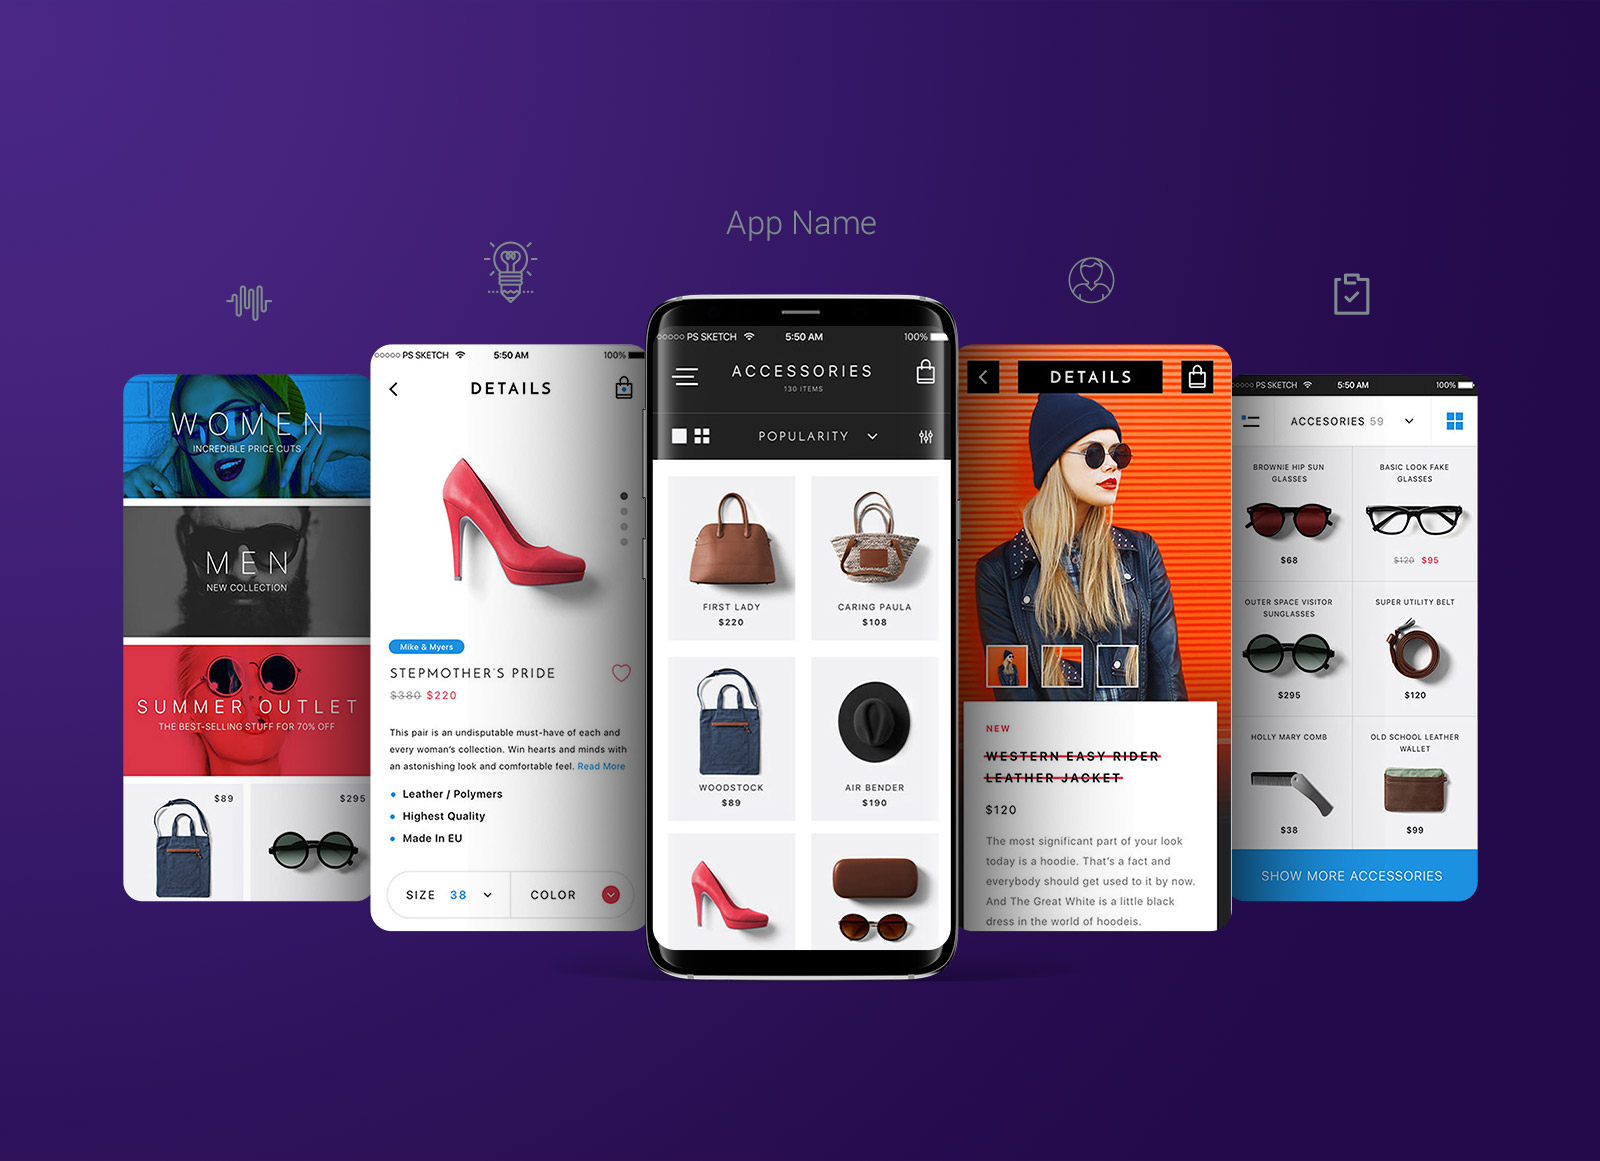 App Name
WOMEN
INCREDIBLE PRICE CUTS
MEN
NEW COLLECTION
SUMMER OUTLET
THE BEST-SELLING STUFF FOR 70% OFF
$89
$295
PS SKETCH 5:50 AM 100%
DETAILS
Mike & Myers
STEPMOTHER'S PRIDE
$380 $220
This pair is an undisputable must-have of each and
every woman's collection. Win hearts and minds with
an astonishing look and comfortable feel. Read More
Leather / Polymers
Highest Quality
Made In EU
SIZE 38 COLOR
PS SKETCH 5:50 AM 100%
ACCESSORIES
130 ITEMS
POPULARITY
FIRST LADY
$220
CARING PAULA
$108
WOODSTOCK
$89
AIR BENDER
$190
DETAILS
NEW
WESTERN EASY RIDER
LEATHER JACKET
$120
The most significant part of your look
today is a hoodie. That's a fact and
everybody should get used to it by now.
And The Great White is a little black
dress in the world of hoodeis.
PS SKETCH 5:50 AM 100%
ACCESORIES 59
BROWNIE HIP SUN
GLASSES
$68
BASIC LOOK FAKE
GLASSES
$120 $95
OUTER SPACE VISITOR
SUNGLASSES
$295
SUPER UTILITY BELT
$120
HOLLY MARY COMB
$38
OLD SCHOOL LEATHER
WALLET
$99
SHOW MORE ACCESSORIES